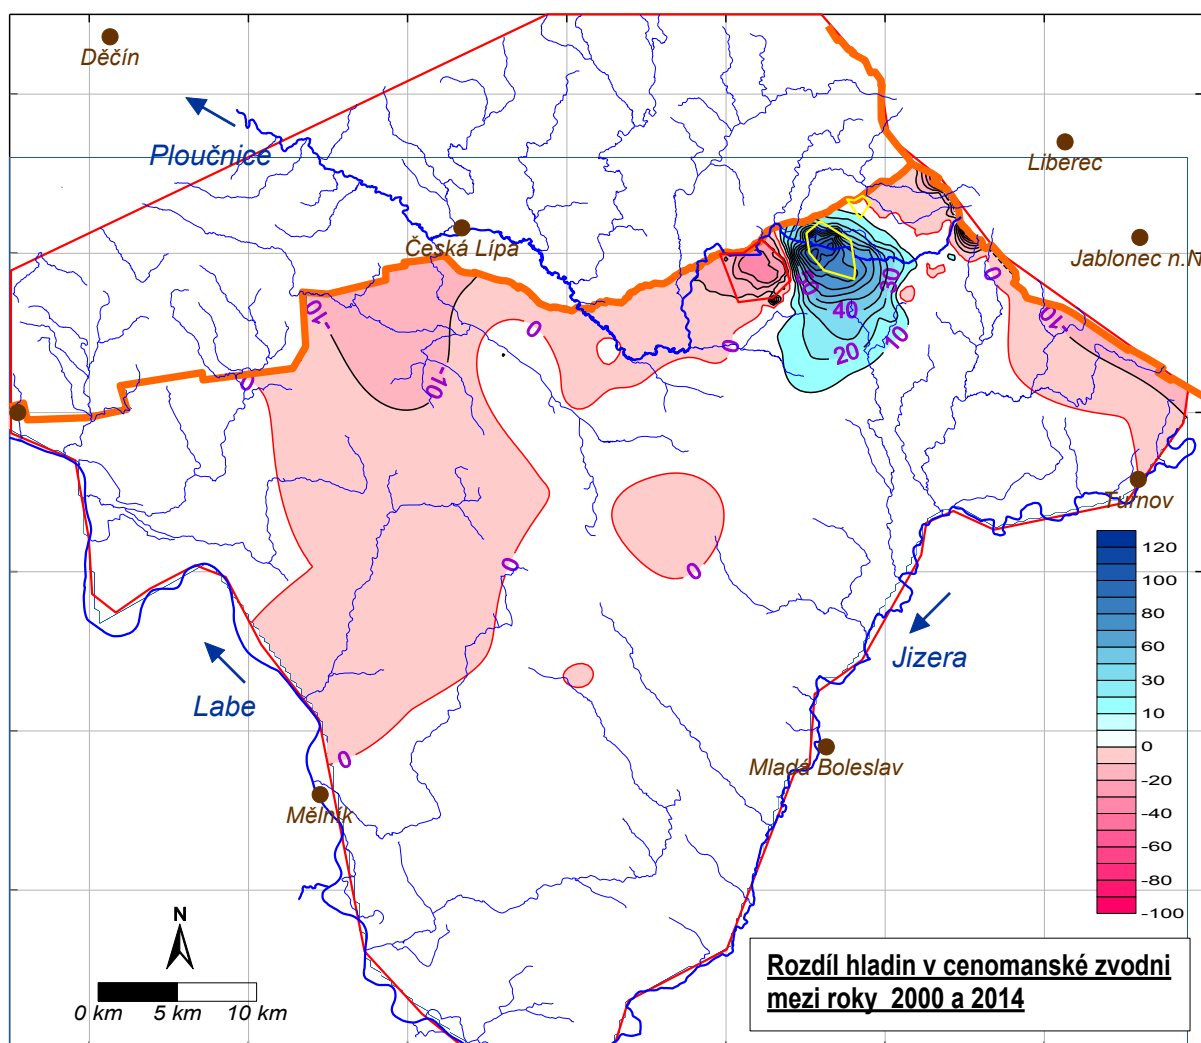 Děčín
Ploučnice
Liberec
Česká Lípa
Jablonec n.N
-10
0
0
-10
0
30
40
20
10
0
-10
0
0
0
Turnov
Jizera
Labe
Mladá Boleslav
Mělník
120
100
80
60
30
10
0
-20
-40
-60
-80
-100
N
0 km 5 km 10 km
Rozdíl hladin v cenomanské zvodni
mezi roky 2000 a 2014